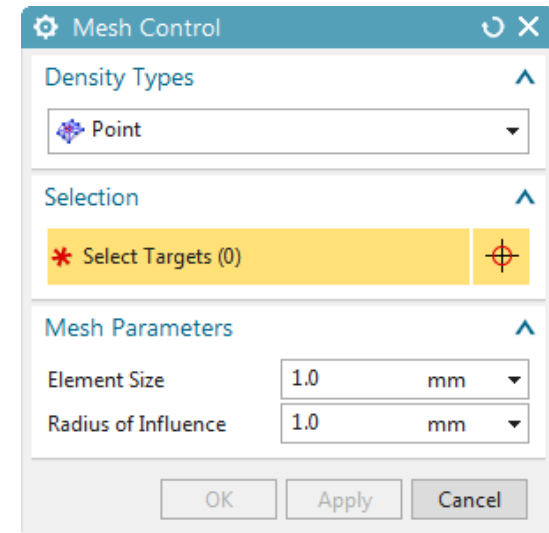 Mesh Control
Density Types
Point
Selection
* Select Targets (0)
Mesh Parameters
Element Size 1.0 mm
Radius of Influence 1.0 mm
OK Apply Cancel